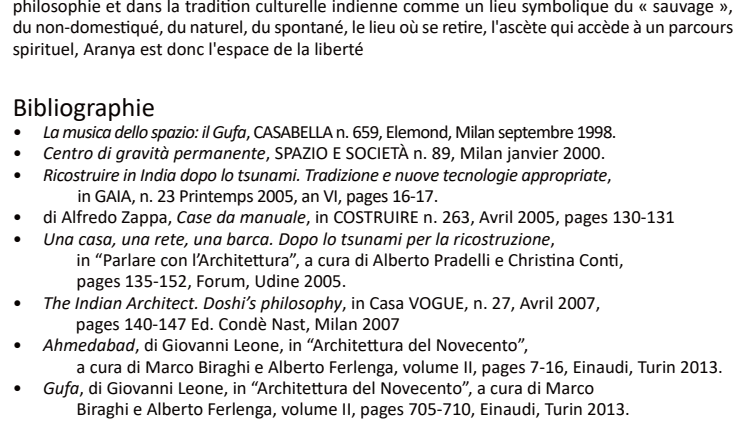 philosophie et dans la tradition culturelle indienne comme un lieu symbolique du « sauvage »,
du non-domestiqué, du naturel, du spontané, le lieu où se retire, l'ascète qui accède à un parcours
spirituel, Aranya est donc l'espace de la liberté
Bibliographie
• La musica dello spazio: il Gufa, CASABELLA n. 659, Elemond, Milan septembre 1998.
• Centro di gravità permanente, SPAZIO E SOCIETÀ n. 89, Milan janvier 2000.
• Ricostruire in India dopo lo tsunami. Tradizione e nuove tecnologie appropriate,
in GAIA, n. 23 Printemps 2005, an VI, pages 16-17.
• di Alfredo Zappa, Case da manuale, in COSTRUIRE n. 263, Avril 2005, pages 130-131
• Una casa, una rete, una barca. Dopo lo tsunami per la ricostruzione,
in “Parlare con l’Architettura”, a cura di Alberto Pradelli e Christina Conti,
pages 135-152, Forum, Udine 2005.
• The Indian Architect. Doshi’s philosophy, in Casa VOGUE, n. 27, Avril 2007,
pages 140-147 Ed. Condè Nast, Milan 2007
• Ahmedabad, di Giovanni Leone, in “Architettura del Novecento”,
a cura di Marco Biraghi e Alberto Ferlenga, volume II, pages 7-16, Einaudi, Turin 2013.
• Gufa, di Giovanni Leone, in “Architettura del Novecento”, a cura di Marco
Biraghi e Alberto Ferlenga, volume II, pages 705-710, Einaudi, Turin 2013.